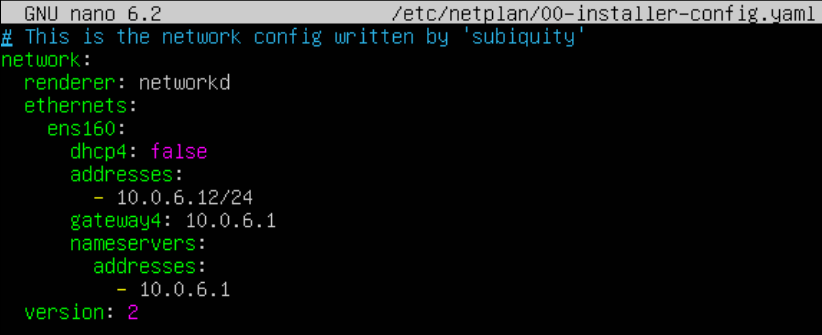 GNU nano 6.2 /etc/netplan/00-installer-config.yaml
# This is the network config written by 'subiquity'
network:
  renderer: networkd
  ethernets:
    ens160:
      dhcp4: false
      addresses:
        - 10.0.6.12/24
      gateway4: 10.0.6.1
      nameservers:
        addresses:
          - 10.0.6.1
  version: 2